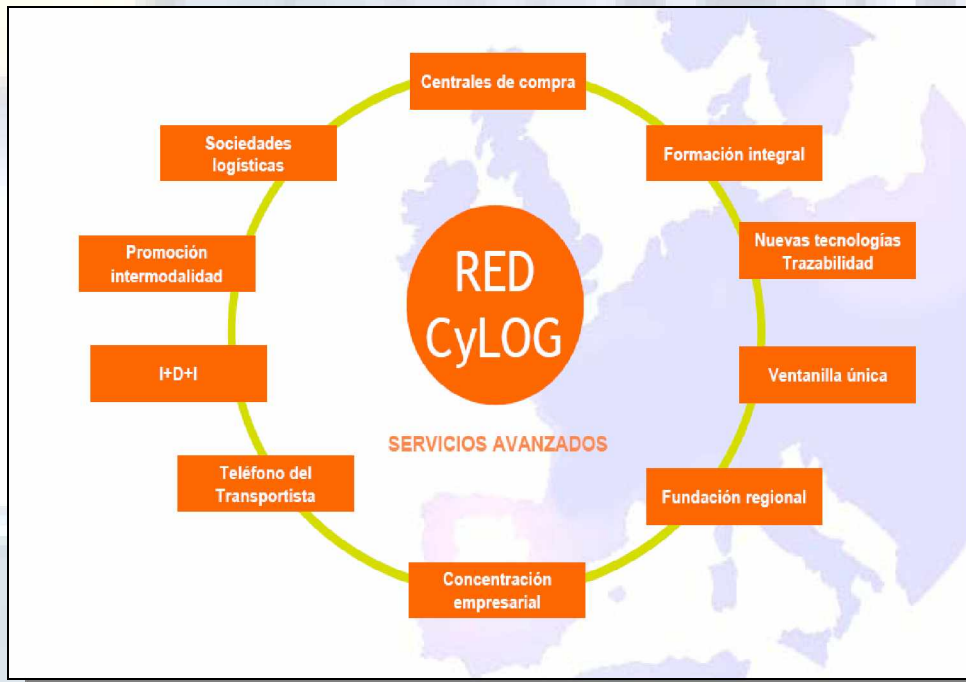 Centrales de compra
Sociedades
logísticas
Formación integral
Promoción
intermodalidad
Nuevas tecnologías
Trazabilidad
RED
CyLOG
I+D+I
Ventanilla única
SERVICIOS AVANZADOS
Teléfono del
Transportista
Fundación regional
Concentración
empresarial